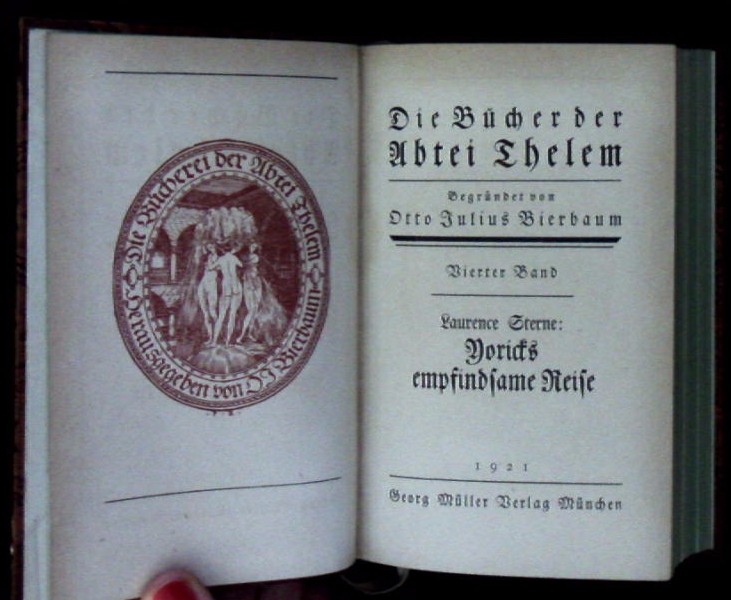 Die Bücherei der Abtei Thelem
Herausgegeben von O J Bierbaum
Die Bücher der
Abtei Thelem
Begründet von
Otto Julius Bierbaum
Vierter Band
Laurence Sterne:
Yoricks
empfindsame Reise
1921
Georg Müller Verlag München